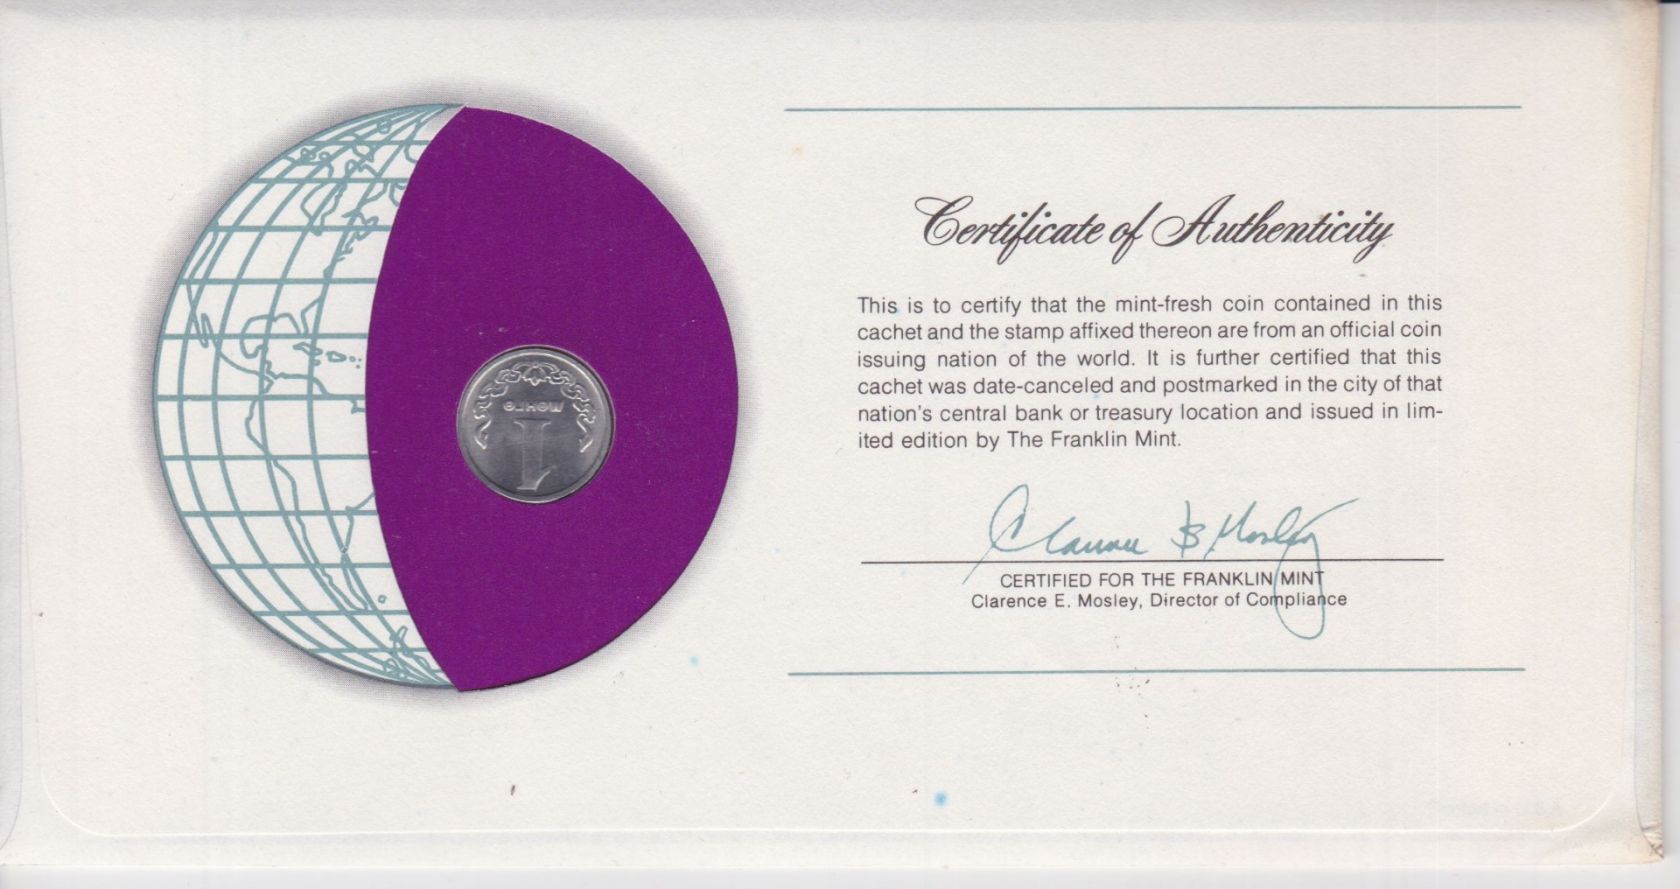 Certificate of Authenticity
This is to certify that the mint-fresh coin contained in this
cachet and the stamp affixed thereon are from an official coin
issuing nation of the world. It is further certified that this
cachet was date-canceled and postmarked in the city of that
nation's central bank or treasury location and issued in lim-
ited edition by The Franklin Mint.
Clarence E Mosley
CERTIFIED FOR THE FRANKLIN MINT
Clarence E. Mosley, Director of Compliance
1
мөнгө